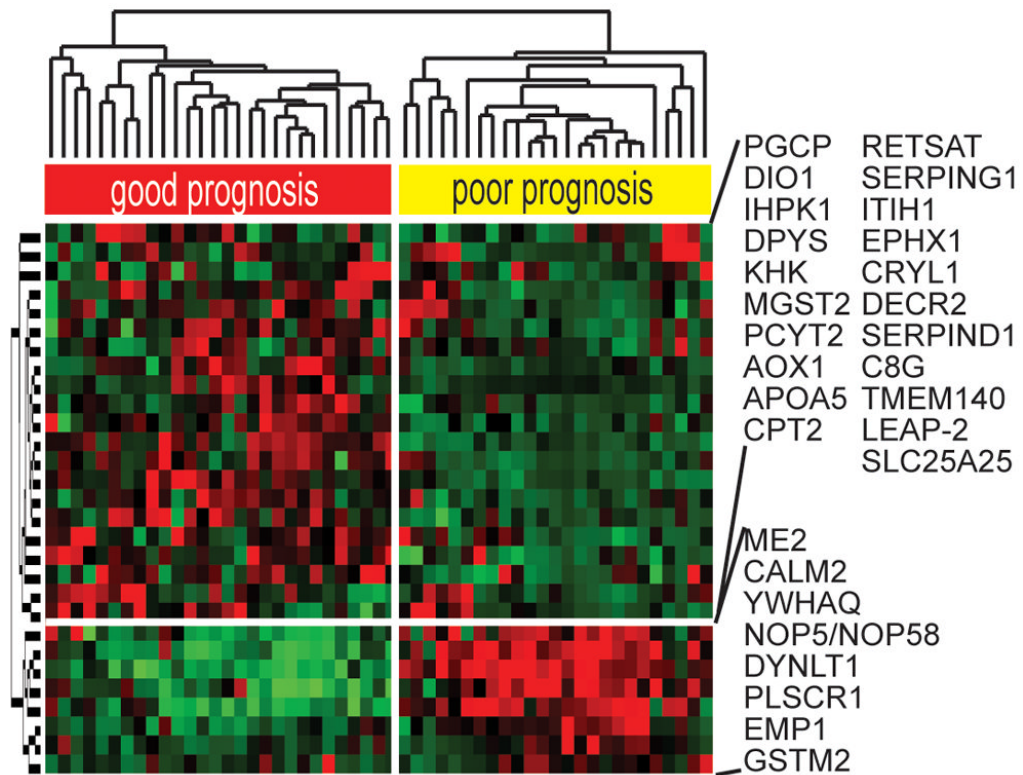 good prognosis
poor prognosis
PGCP RETSAT
DIO1 SERPING1
IHPK1 ITIH1
DPYS EPHX1
KHK CRYL1
MGST2 DECR2
PCYT2 SERPIND1
AOX1 C8G
APOA5 TMEM140
CPT2 LEAP-2
SLC25A25
ME2
CALM2
YWHAQ
NOP5/NOP58
DYNLT1
PLSCR1
EMP1
GSTM2